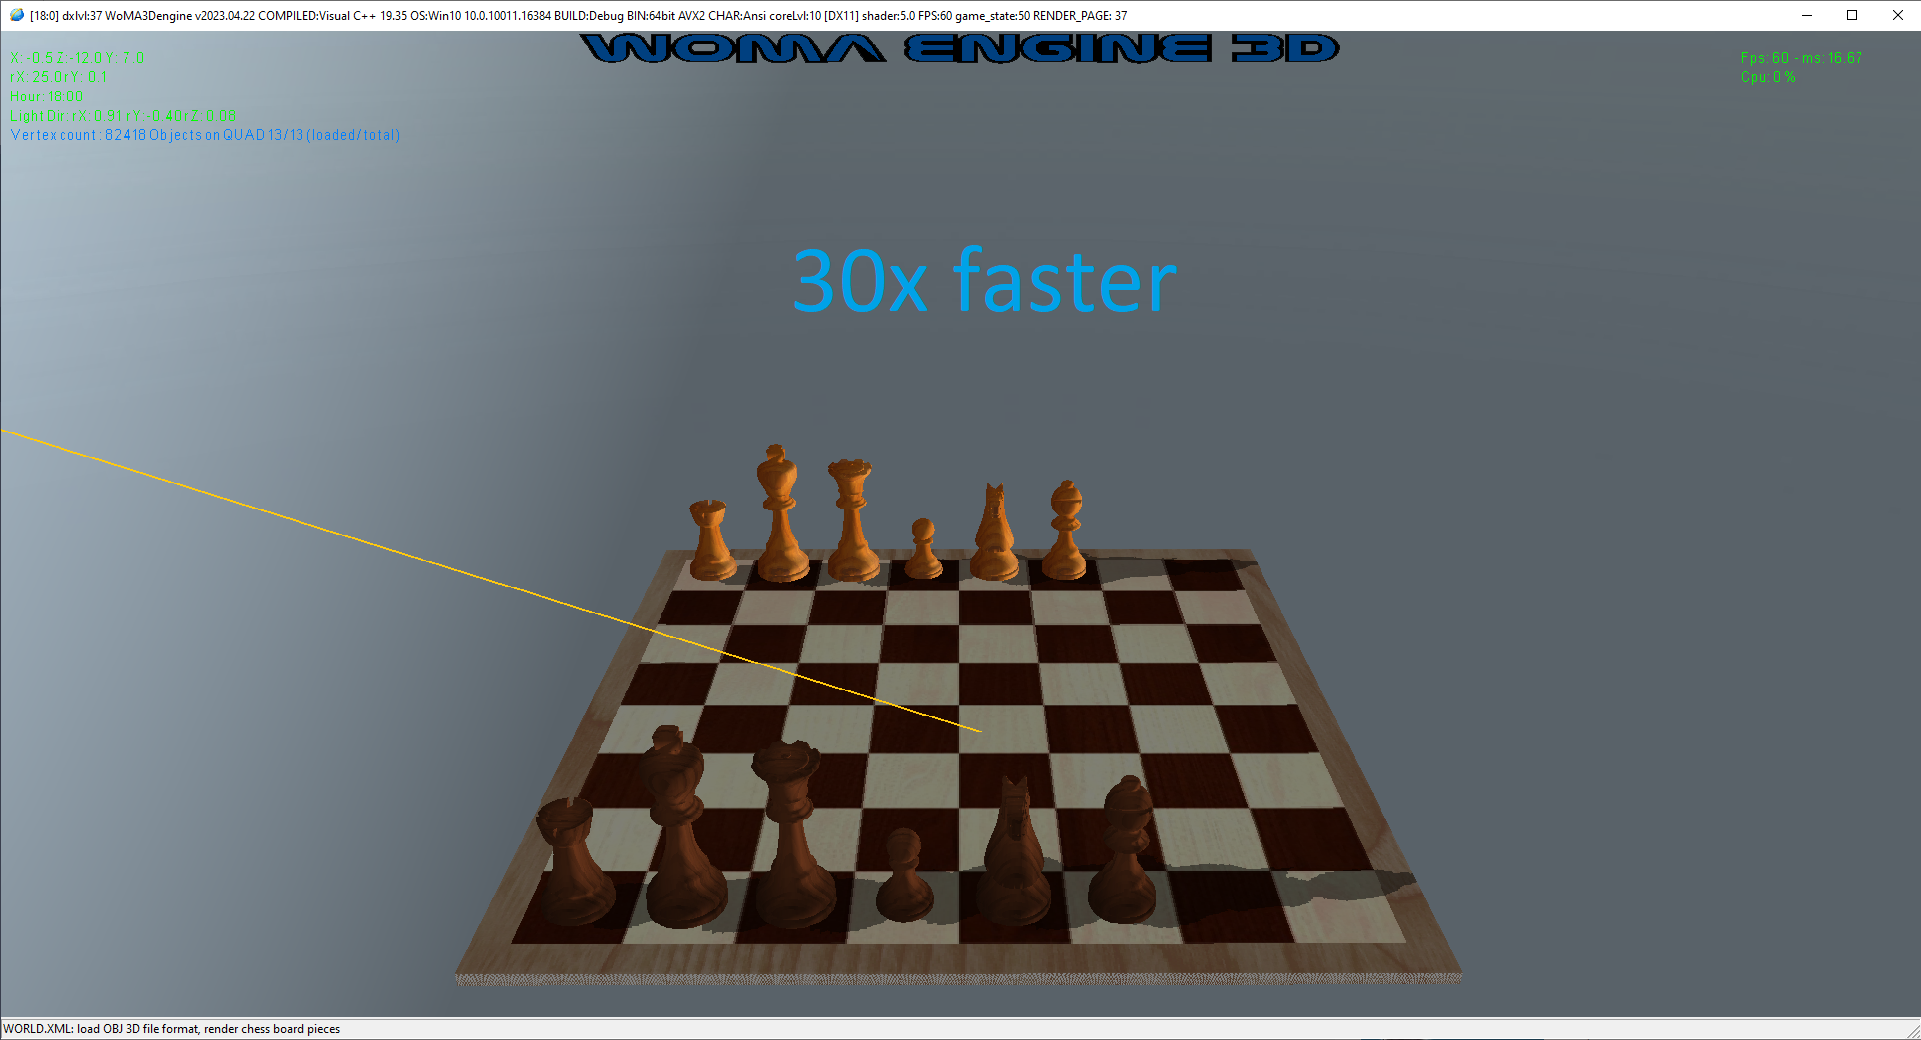 [18:0] dxlvl:37 WoMA3Dengine v2023.04.22 COMPILED:Visual C++ 19.35 OS:Win10 10.0.10011.16384 BUILD:Debug BIN:64bit AVX2 CHAR:Ansi coreLvl:10 [DX11] shader:5.0 FPS:60 game_state:50 RENDER_PAGE: 37
WOMA ENGINE 3D
X: -0.5 Z:-12.0 Y: 7.0
rX: 25.0 rY: 0.1
Hour: 18:00
Light Dir: rX: 0.91 rY:-0.40 rZ: 0.08
Vertex count: 82418 Objects on QUAD 13/13 (loaded/total)
Fps: 60 - ms: 16.67
Cpu: 0 %
30x faster
WORLD.XML: load OBJ 3D file format, render chess board pieces